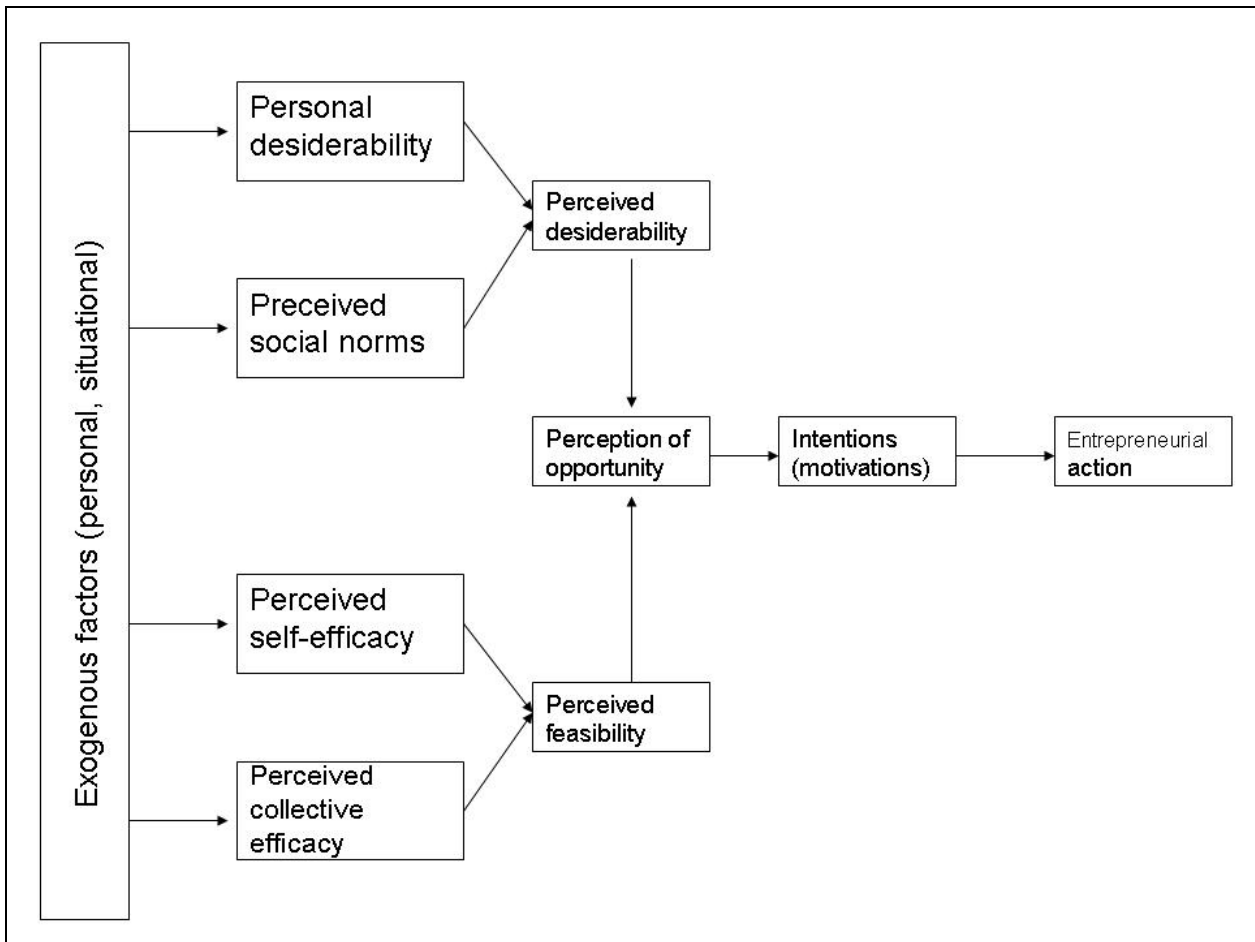 Exogenous factors (personal, situational)
Personal
desiderability
Preceived
social norms
Perceived
self-efficacy
Perceived
collective
efficacy
Perceived
desiderability
Perception of
opportunity
Perceived
feasibility
Intentions
(motivations)
Entrepreneurial
action